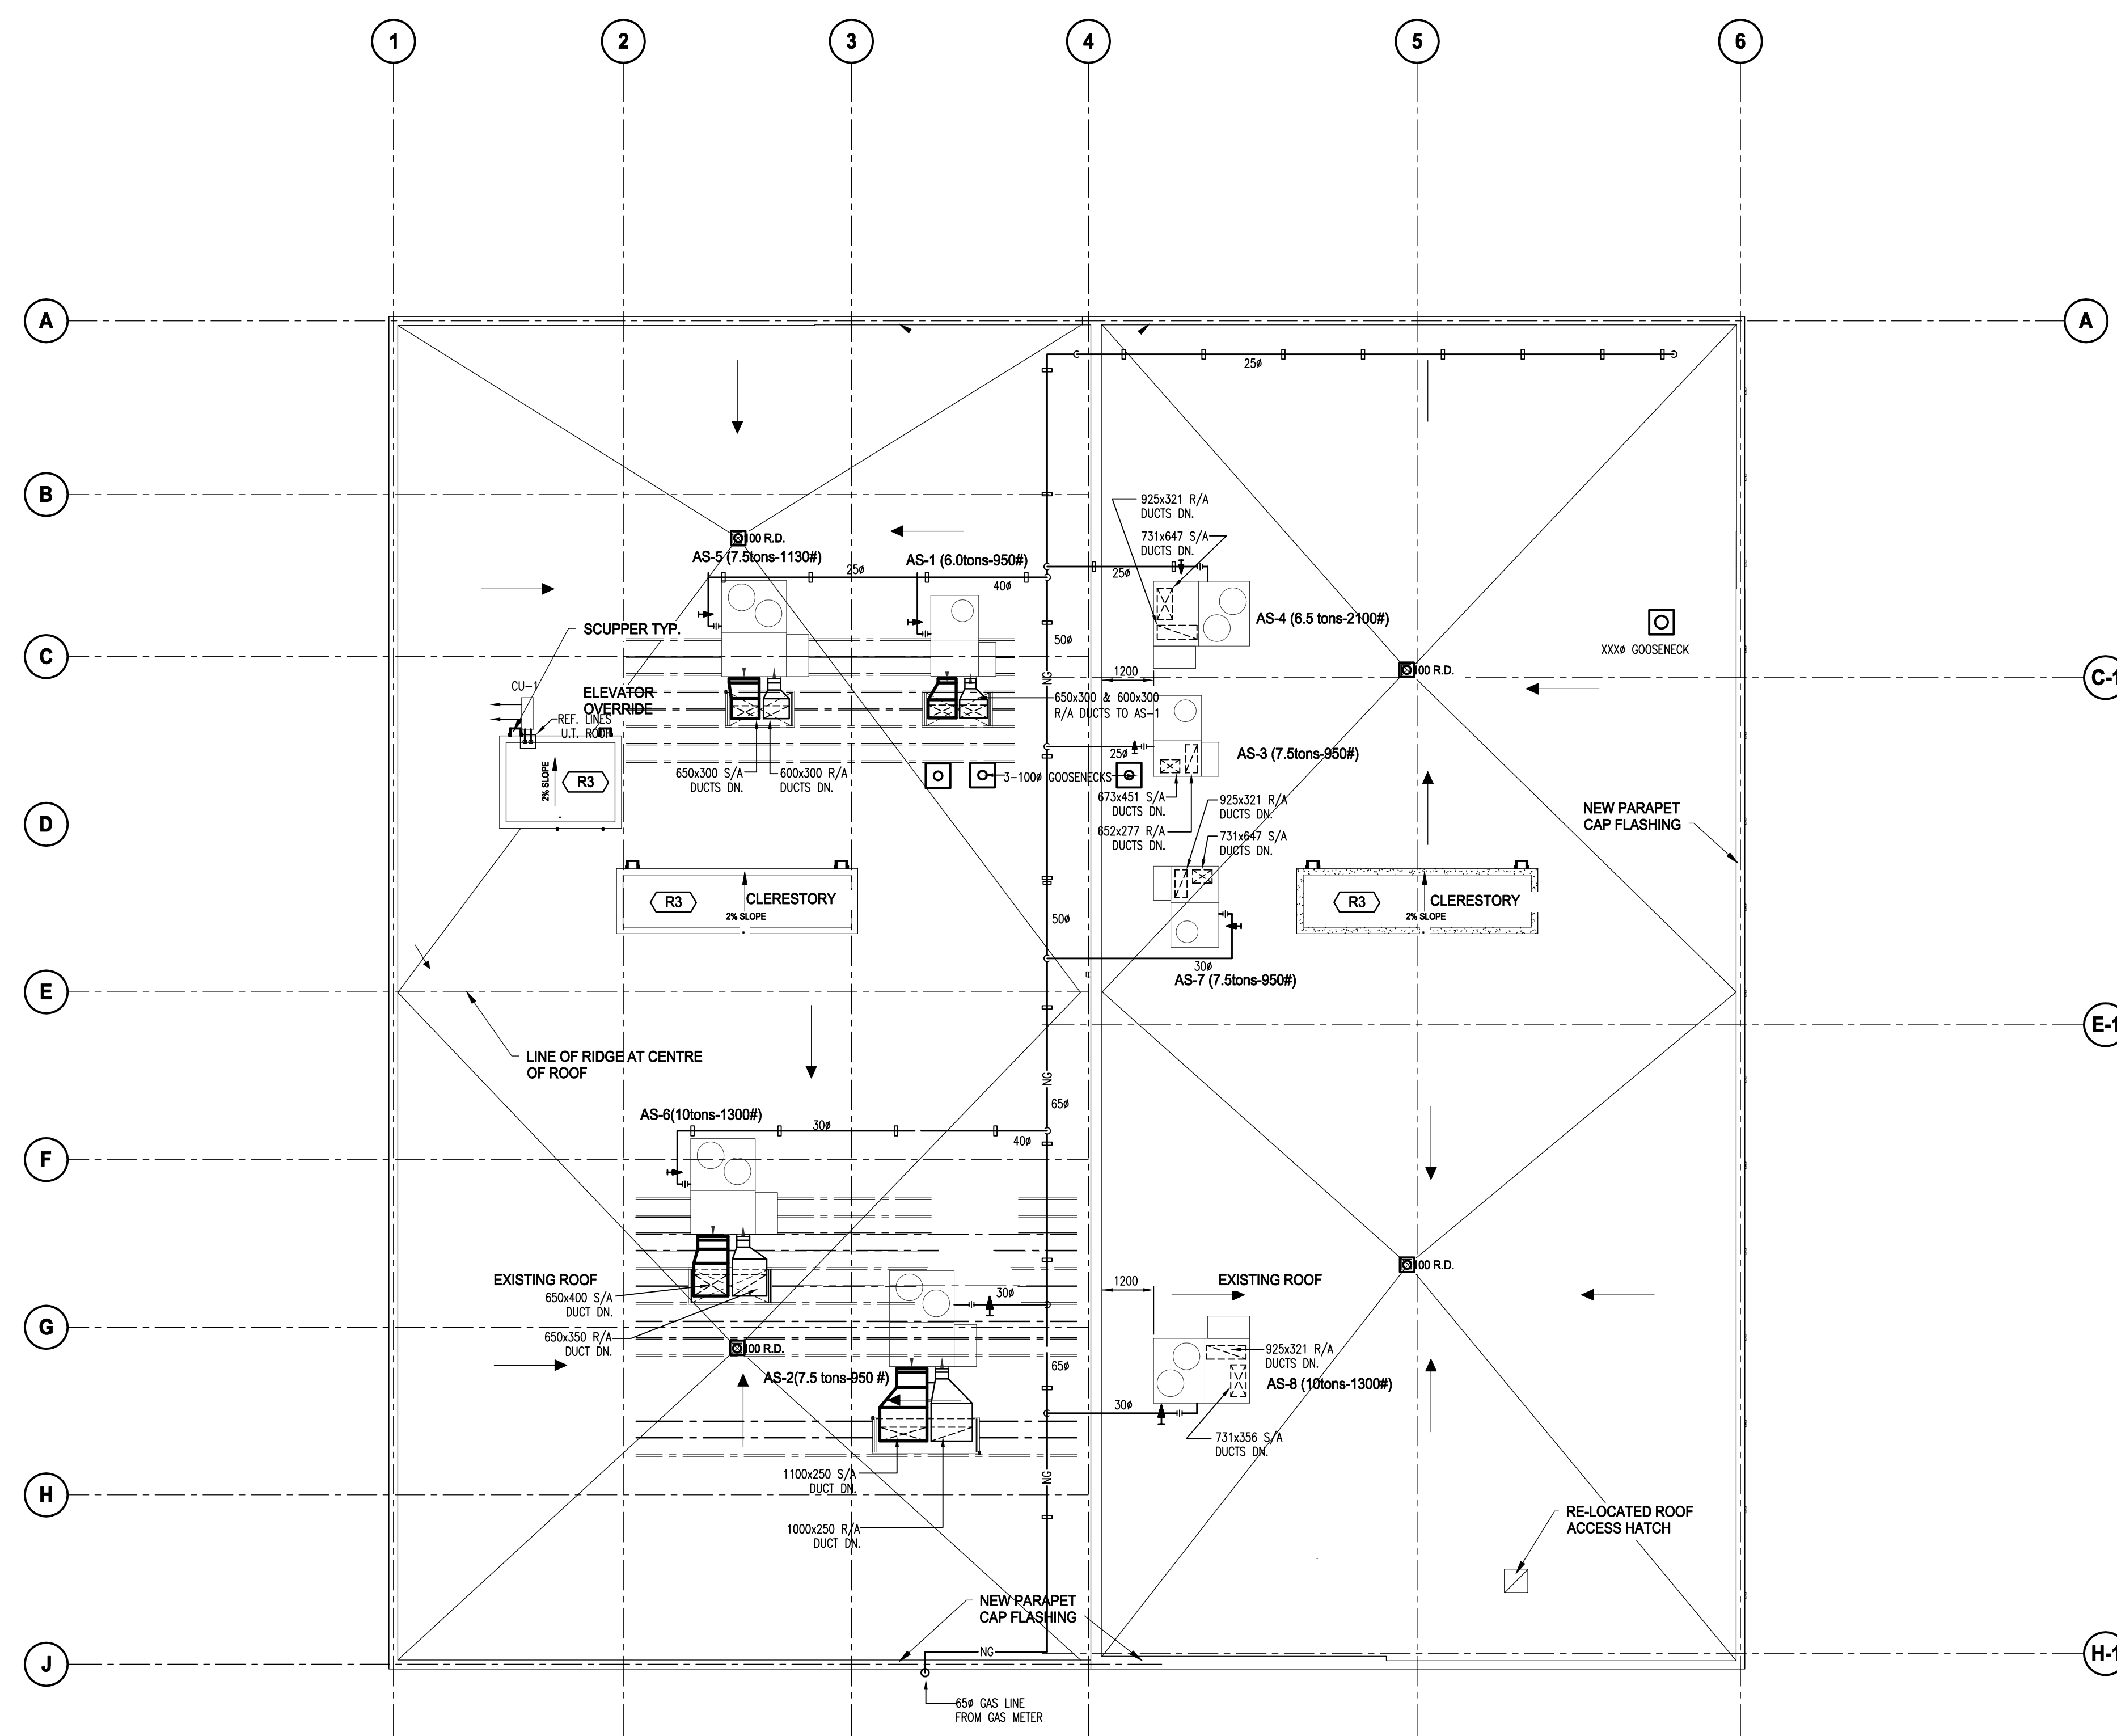 1
2
3
4
5
6
A
A
25ø
B
925x321 R/A
DUCTS DN.
731x647 S/A
DUCTS DN.
100 R.D.
AS-5 (7.5tons-1130#)
AS-1 (6.0tons-950#)
25ø
40ø
25ø
AS-4 (6.5 tons-2100#)
SCUPPER TYP.
50ø
XXXø GOOSENECK
C
NG
1200
100 R.D.
C-1
CU-1
ELEVATOR
OVERRIDE
REF. LINES
U.T. ROOF
650x300 & 600x300
R/A DUCTS TO AS-1
25ø
AS-3 (7.5tons-950#)
2% SLOPE
R3
650x300 S/A
DUCTS DN.
600x300 R/A
DUCTS DN.
3-100ø GOOSENECKS
673x451 S/A
DUCTS DN.
925x321 R/A
DUCTS DN.
NEW PARAPET
CAP FLASHING
D
652x277 R/A
DUCTS DN.
731x647 S/A
DUCTS DN.
R3
CLERESTORY
2% SLOPE
50ø
R3
CLERESTORY
2% SLOPE
30ø
AS-7 (7.5tons-950#)
E
E-1
LINE OF RIDGE AT CENTRE
OF ROOF
NG
65ø
AS-6(10tons-1300#)
30ø
40ø
F
EXISTING ROOF
650x400 S/A
DUCT DN.
30ø
1200
EXISTING ROOF
100 R.D.
G
650x350 R/A
DUCT DN.
100 R.D.
65ø
925x321 R/A
DUCTS DN.
AS-2(7.5 tons-950 #)
AS-8 (10tons-1300#)
30ø
731x356 S/A
DUCTS DN.
1100x250 S/A
DUCT DN.
NG
H
1000x250 R/A
DUCT DN.
RE-LOCATED ROOF
ACCESS HATCH
NEW PARAPET
CAP FLASHING
NG
J
H-1
65ø GAS LINE
FROM GAS METER